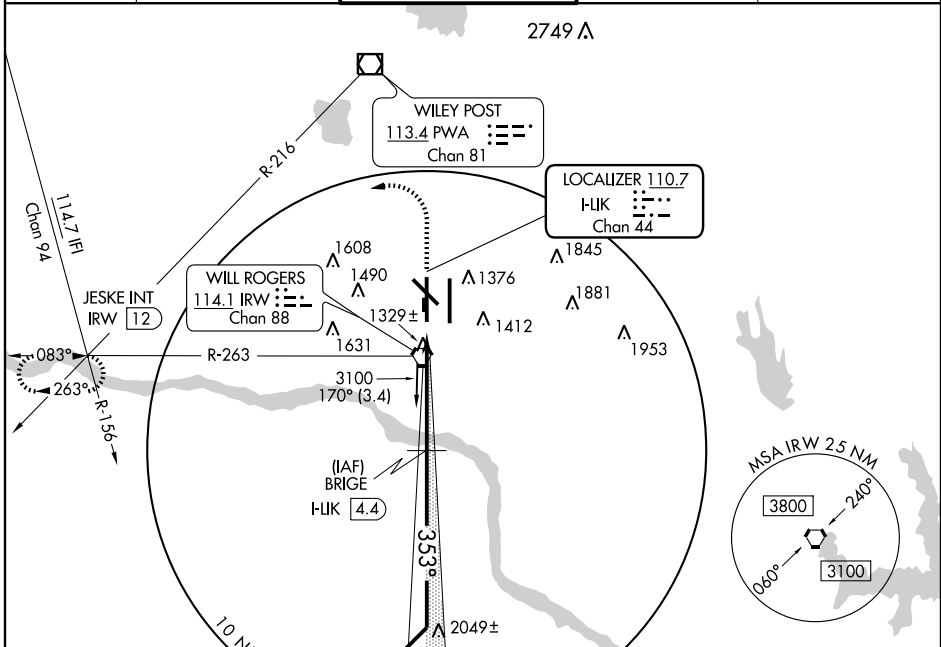 2749
WILEY POST
113.4 PWA
Chan 81
R-216
LOCALIZER 110.7
I-LIK
Chan 44
114.7 IFI
Chan 94
1608
1490
1376
1845
1881
1953
1412
WILL ROGERS
114.1 IRW
Chan 88
1329±
1631
JESKE INT
IRW 12
083°
R-263
263°
R-156
3100
170° (3.4)
(IAF)
BRIGE
I-LIK 4.4
353°
2049±
10 N
MSA IRW 25 NM
3800
240°
060°
3100